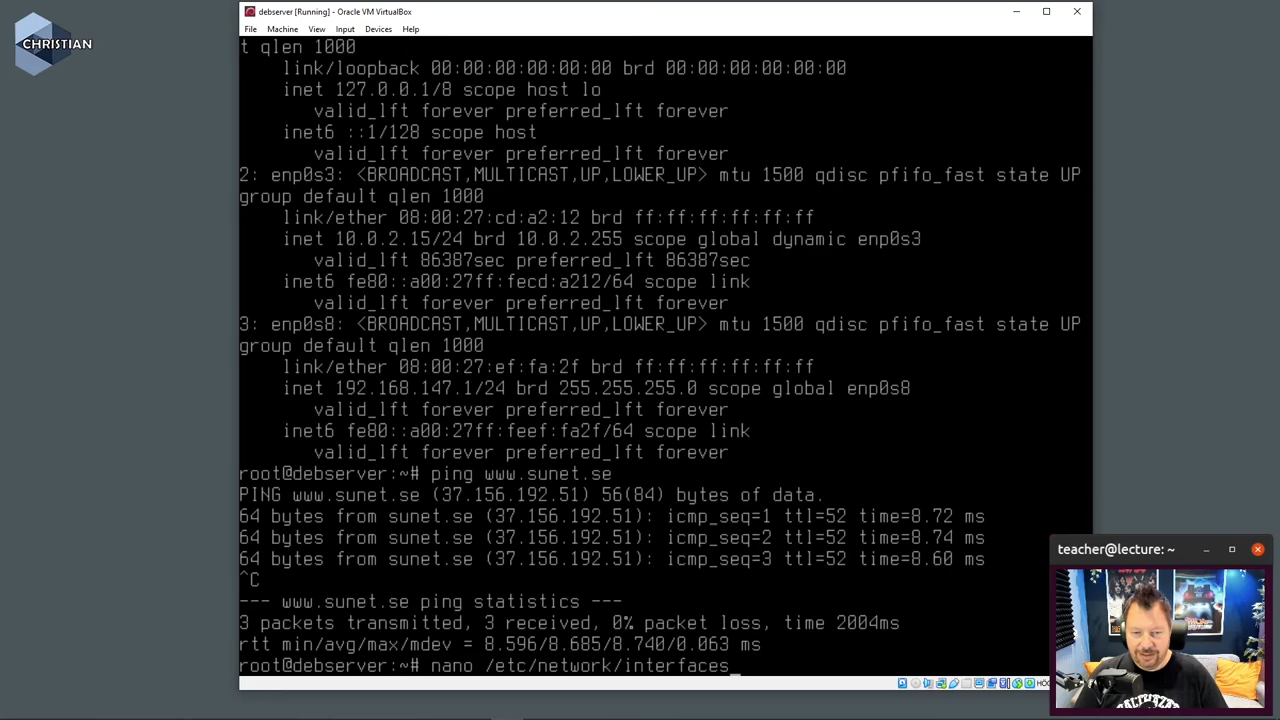 CHRISTIAN
debserver [Running] - Oracle VM VirtualBox
File Machine View Input Devices Help
t qlen 1000
link/loopback 00:00:00:00:00:00 brd 00:00:00:00:00:00
inet 127.0.0.1/8 scope host lo
valid_lft forever preferred_lft forever
inet6 ::1/128 scope host
valid_lft forever preferred_lft forever
2: enp0s3: <BROADCAST,MULTICAST,UP,LOWER_UP> mtu 1500 qdisc pfifo_fast state UP
group default qlen 1000
link/ether 08:00:27:cd:a2:12 brd ff:ff:ff:ff:ff:ff
inet 10.0.2.15/24 brd 10.0.2.255 scope global dynamic enp0s3
valid_lft 86387sec preferred_lft 86387sec
inet6 fe80::a00:27ff:fecd:a212/64 scope link
valid_lft forever preferred_lft forever
3: enp0s8: <BROADCAST,MULTICAST,UP,LOWER_UP> mtu 1500 qdisc pfifo_fast state UP
group default qlen 1000
link/ether 08:00:27:ef:fa:2f brd ff:ff:ff:ff:ff:ff
inet 192.168.147.1/24 brd 255.255.255.0 scope global enp0s8
valid_lft forever preferred_lft forever
inet6 fe80::a00:27ff:feef:fa2f/64 scope link
valid_lft forever preferred_lft forever
root@debserver:~# ping www.sunet.se
PING www.sunet.se (37.156.192.51) 56(84) bytes of data.
64 bytes from sunet.se (37.156.192.51): icmp_seq=1 ttl=52 time=8.72 ms
64 bytes from sunet.se (37.156.192.51): icmp_seq=2 ttl=52 time=8.74 ms
64 bytes from sunet.se (37.156.192.51): icmp_seq=3 ttl=52 time=8.60 ms
^C
--- www.sunet.se ping statistics ---
3 packets transmitted, 3 received, 0% packet loss, time 2004ms
rtt min/avg/max/mdev = 8.596/8.685/8.740/0.063 ms
root@debserver:~# nano /etc/network/interfaces
teacher@lecture: ~